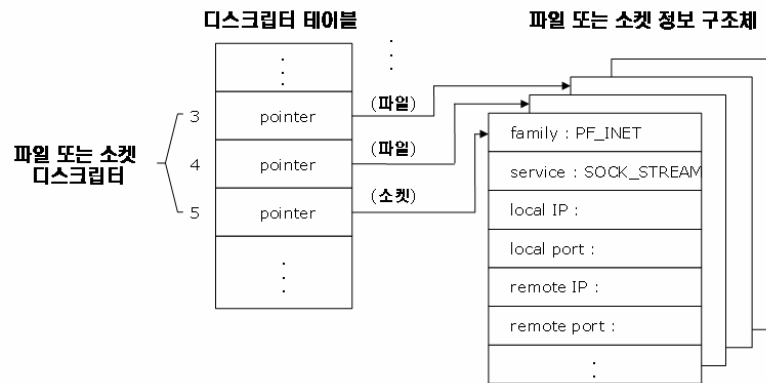 디스크립터 테이블
파일 또는 소켓 정보 구조체
파일 또는 소켓
디스크립터
3
pointer
(파일)
4
pointer
(파일)
5
pointer
(소켓)
family : PF_INET
service : SOCK_STREAM
local IP :
local port :
remote IP :
remote port :